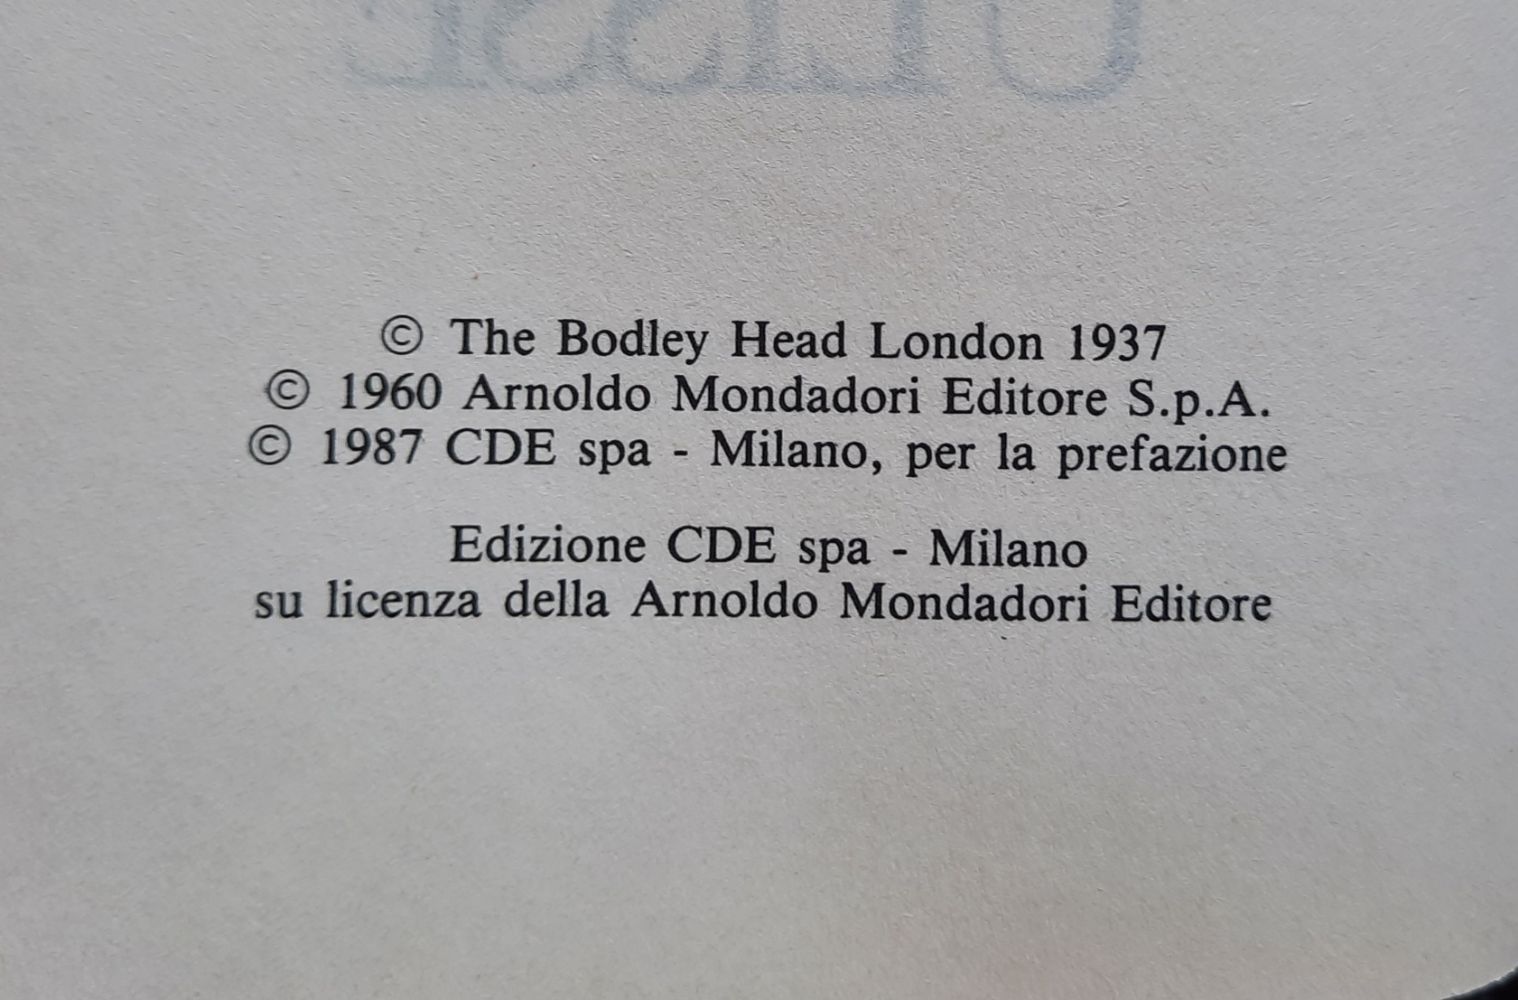 ULISSE
© The Bodley Head London 1937
© 1960 Arnoldo Mondadori Editore S.p.A.
© 1987 CDE spa - Milano, per la prefazione
Edizione CDE spa - Milano
su licenza della Arnoldo Mondadori Editore